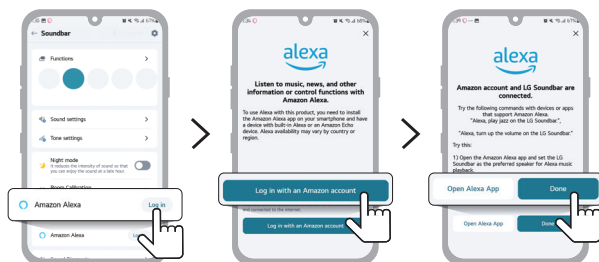 Soundbar
Functions
Sound settings
Tone settings
Night mode
It reduces the intensity of sound so that
you can enjoy the sound at a late hour.
Room Calibration
Amazon Alexa
Log in
Amazon Alexa
alexa
Listen to music, news, and other
information or control functions with
Amazon Alexa.
To use Alexa with this product, you need to install
the Amazon Alexa app on your smartphone and have
a device with built-in Alexa or an Amazon Echo
device. Alexa availability may vary by country or
region.
Log in with an Amazon account
and connected to the internet.
Log in with an Amazon account
alexa
Amazon account and LG Soundbar are
connected.
Try the following commands with devices or apps
that support Amazon Alexa.
"Alexa, play jazz on the LG Soundbar.",
"Alexa, turn up the volume on the LG Soundbar."
Try this:
1) Open the Amazon Alexa app and set the LG
Soundbar as the preferred speaker for Alexa music
playback.
Open Alexa App
Done
Open Alexa App
Done